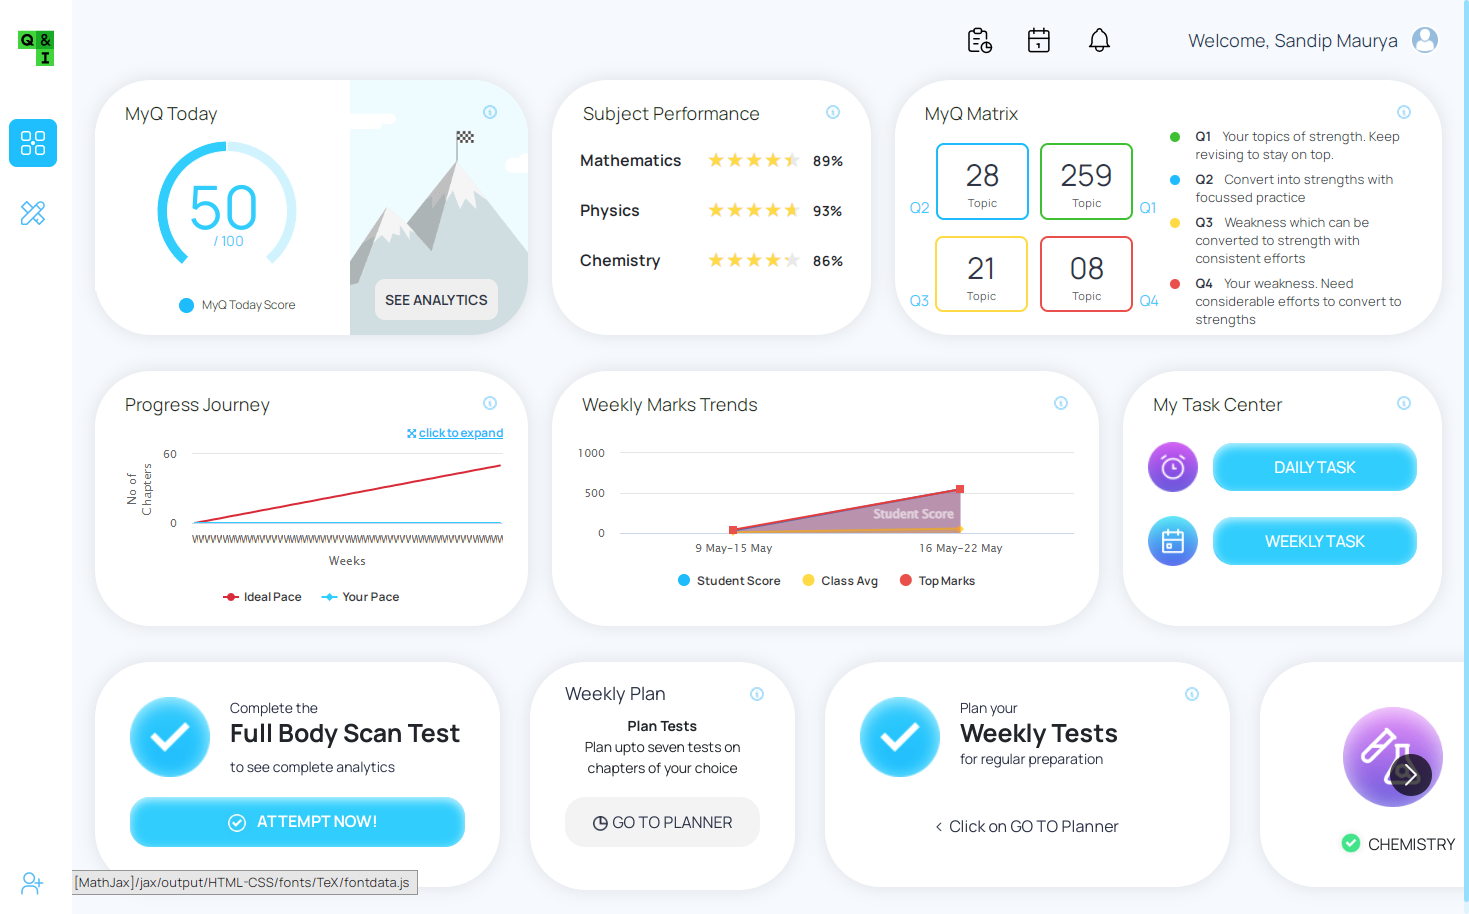 Q &
I
Welcome, Sandip Maurya
MyQ Today
50
/ 100
MyQ Today Score
SEE ANALYTICS
Subject Performance
Mathematics 89%
Physics 93%
Chemistry 86%
MyQ Matrix
Q2
28
Topic
259
Topic
Q1
Q3
21
Topic
08
Topic
Q4
Q1 Your topics of strength. Keep
revising to stay on top.
Q2 Convert into strengths with
focussed practice
Q3 Weakness which can be
converted to strength with
consistent efforts
Q4 Your weakness. Need
considerable efforts to convert to
strengths
Progress Journey
click to expand
No of
Chapters
60
0
Weeks
Ideal Pace Your Pace
Weekly Marks Trends
1000
500
0
Student Score
9 May-15 May 16 May-22 May
Student Score Class Avg Top Marks
My Task Center
DAILY TASK
WEEKLY TASK
Complete the
Full Body Scan Test
to see complete analytics
ATTEMPT NOW!
Weekly Plan
Plan Tests
Plan upto seven tests on
chapters of your choice
GO TO PLANNER
Plan your
Weekly Tests
for regular preparation
< Click on GO TO Planner
CHEMISTRY
[MathJax]/jax/output/HTML-CSS/fonts/TeX/fontdata.js